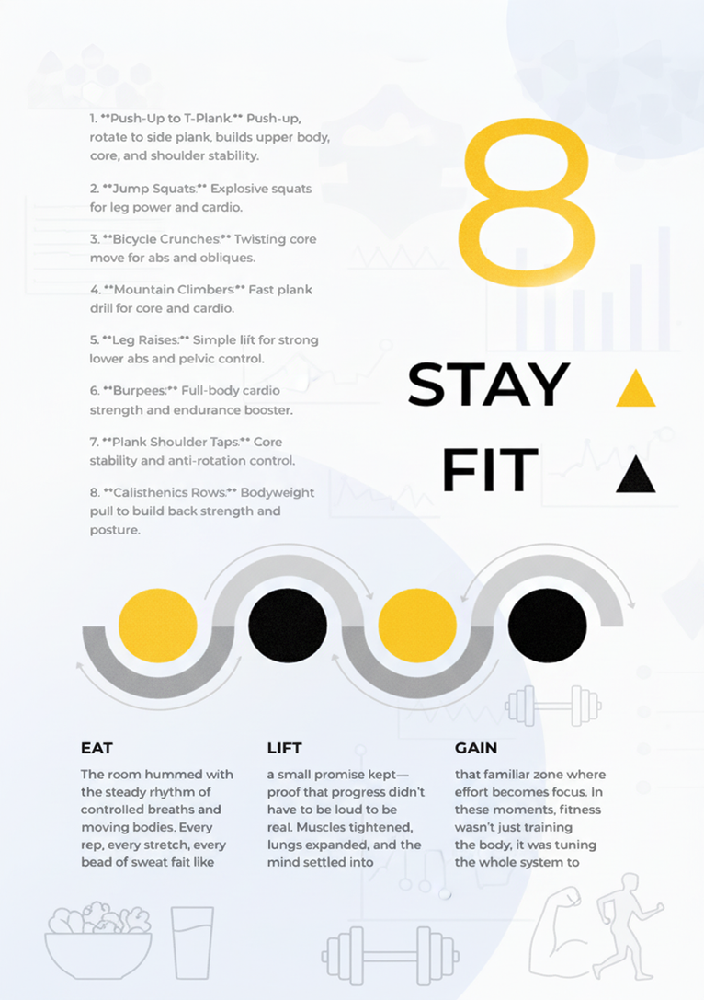 1. **Push-Up to T-Plank** Push-up,
rotate to side plank, builds upper body,
core, and shoulder stability.
2. **Jump Squats:** Explosive squats
for leg power and cardio.
3. **Bicycle Crunches:** Twisting core
move for abs and obliques.
4. **Mountain Climbers** Fast plank
drill for core and cardio.
5. **Leg Raises:** Simple lift for strong
lower abs and pelvic control.
6. **Burpees:** Full-body cardio
strength and endurance booster.
7. **Plank Shoulder Taps:** Core
stability and anti-rotation control.
8. **Calisthenics Rows:** Bodyweight
pull to build back strength and
posture.
8
STAY
FIT
EAT
The room hummed with
the steady rhythm of
controlled breaths and
moving bodies. Every
rep, every stretch, every
bead of sweat fait like
LIFT
a small promise kept—
proof that progress didn't
have to be loud to be
real. Muscles tightened,
lungs expanded, and the
mind settled into
GAIN
that familiar zone where
effort becomes focus. In
these moments, fitness
wasn't just training
the body, it was tuning
the whole system to